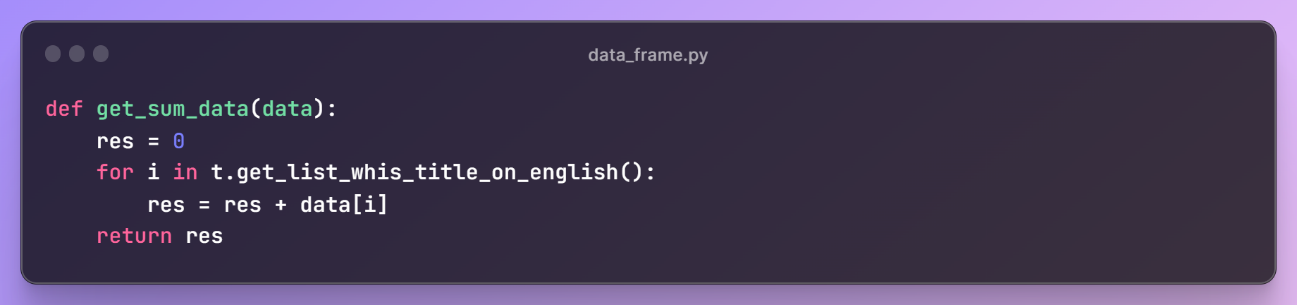 data_frame.py
def get_sum_data(data):
    res = 0
    for i in t.get_list_whis_title_on_english():
        res = res + data[i]
    return res